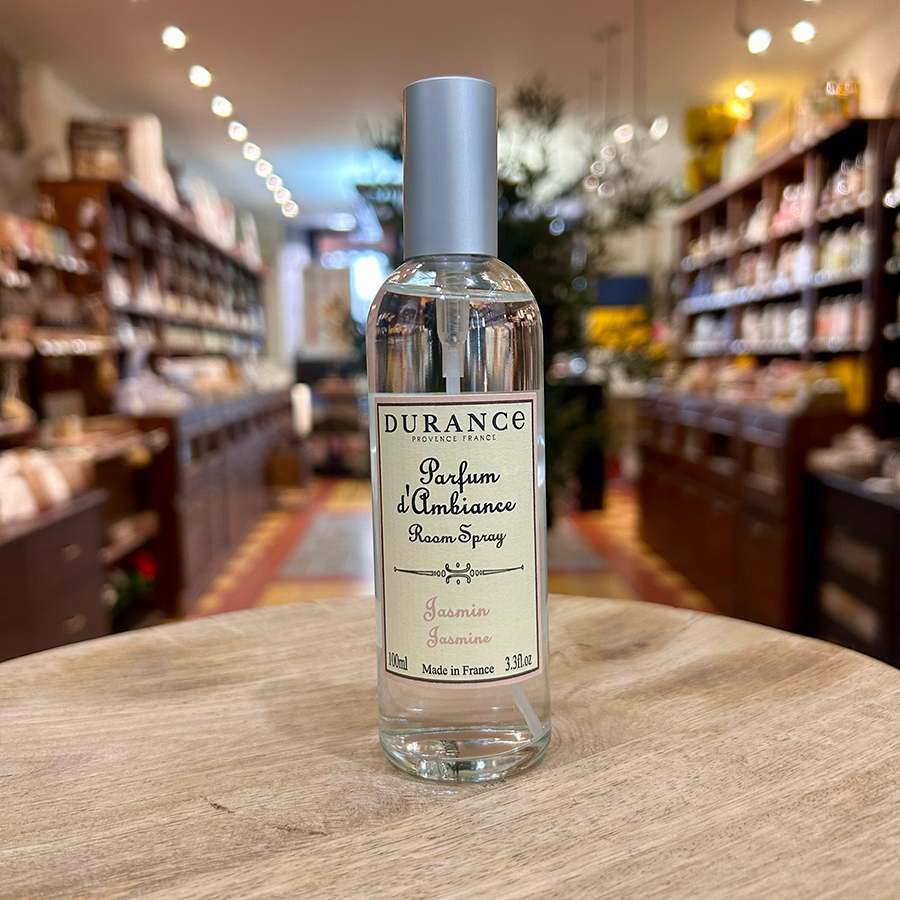 DURANCe
PROVENCE FRANCE
Parfum
d'Ambiance
Room Spray
Jasmin
Jasmine
100ml Made in France 3.3fl.oz